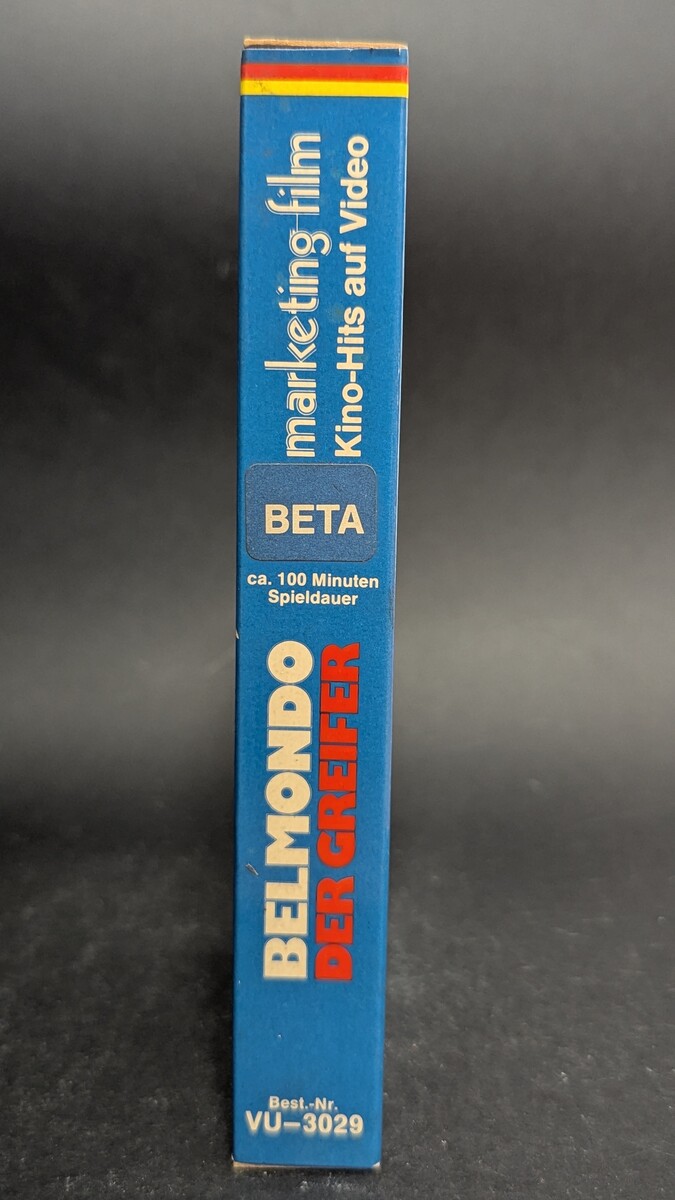 marketing film
Kino-Hits auf Video
BETA
ca. 100 Minuten
Spieldauer
BELMONDO
DER GREIFER
Best.-Nr.
VU-3029